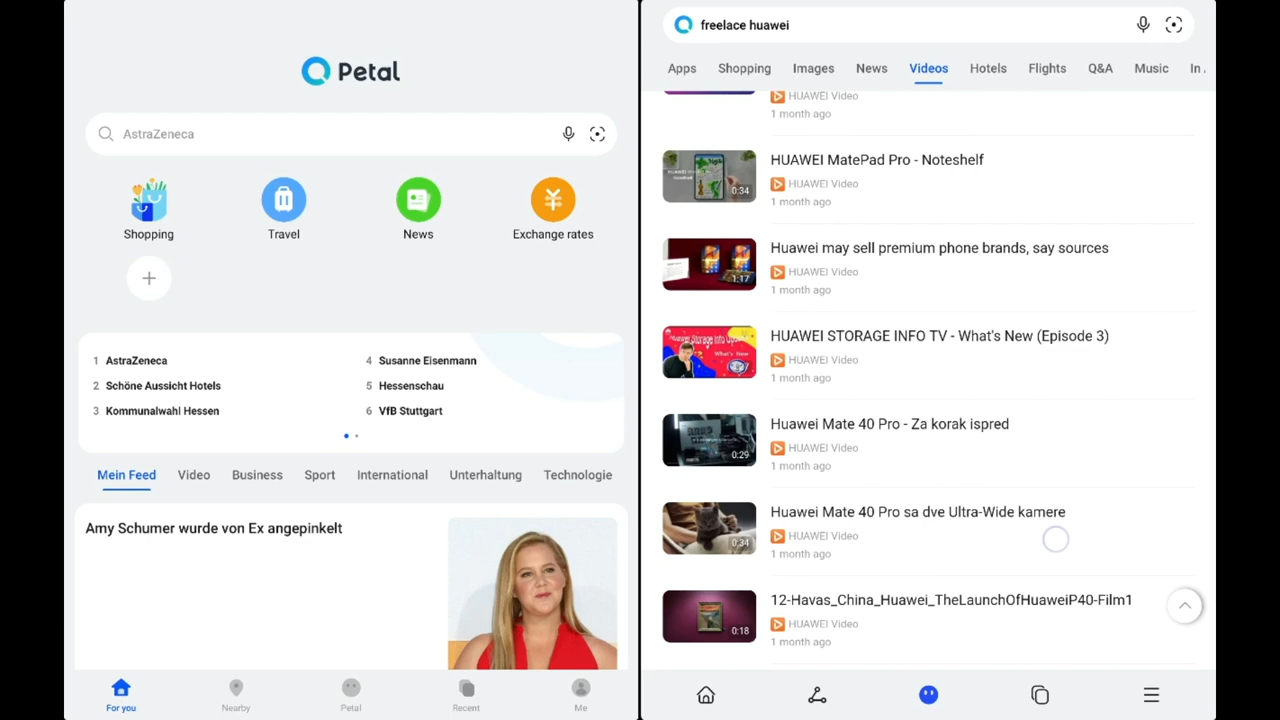 Petal
AstraZeneca
Shopping
Travel
News
Exchange rates
1 AstraZeneca
2 Schöne Aussicht Hotels
3 Kommunalwahl Hessen
4 Susanne Eisenmann
5 Hessenschau
6 VfB Stuttgart
Mein Feed Video Business Sport International Unterhaltung Technologie
Amy Schumer wurde von Ex angepinkelt
For you Nearby Petal Recent Me
freelace huawei
Apps Shopping Images News Videos Hotels Flights Q&A Music In
HUAWEI Video
1 month ago
HUAWEI MatePad Pro - Noteshelf
0:34
HUAWEI Video
1 month ago
Huawei may sell premium phone brands, say sources
1:17
HUAWEI Video
1 month ago
HUAWEI STORAGE INFO TV - What's New (Episode 3)
What's New
HUAWEI Video
1 month ago
Huawei Mate 40 Pro - Za korak ispred
0:29
HUAWEI Video
1 month ago
Huawei Mate 40 Pro sa dve Ultra-Wide kamere
0:34
HUAWEI Video
1 month ago
12-Havas_China_Huawei_TheLaunchOfHuaweiP40-Film1
0:18
HUAWEI Video
1 month ago